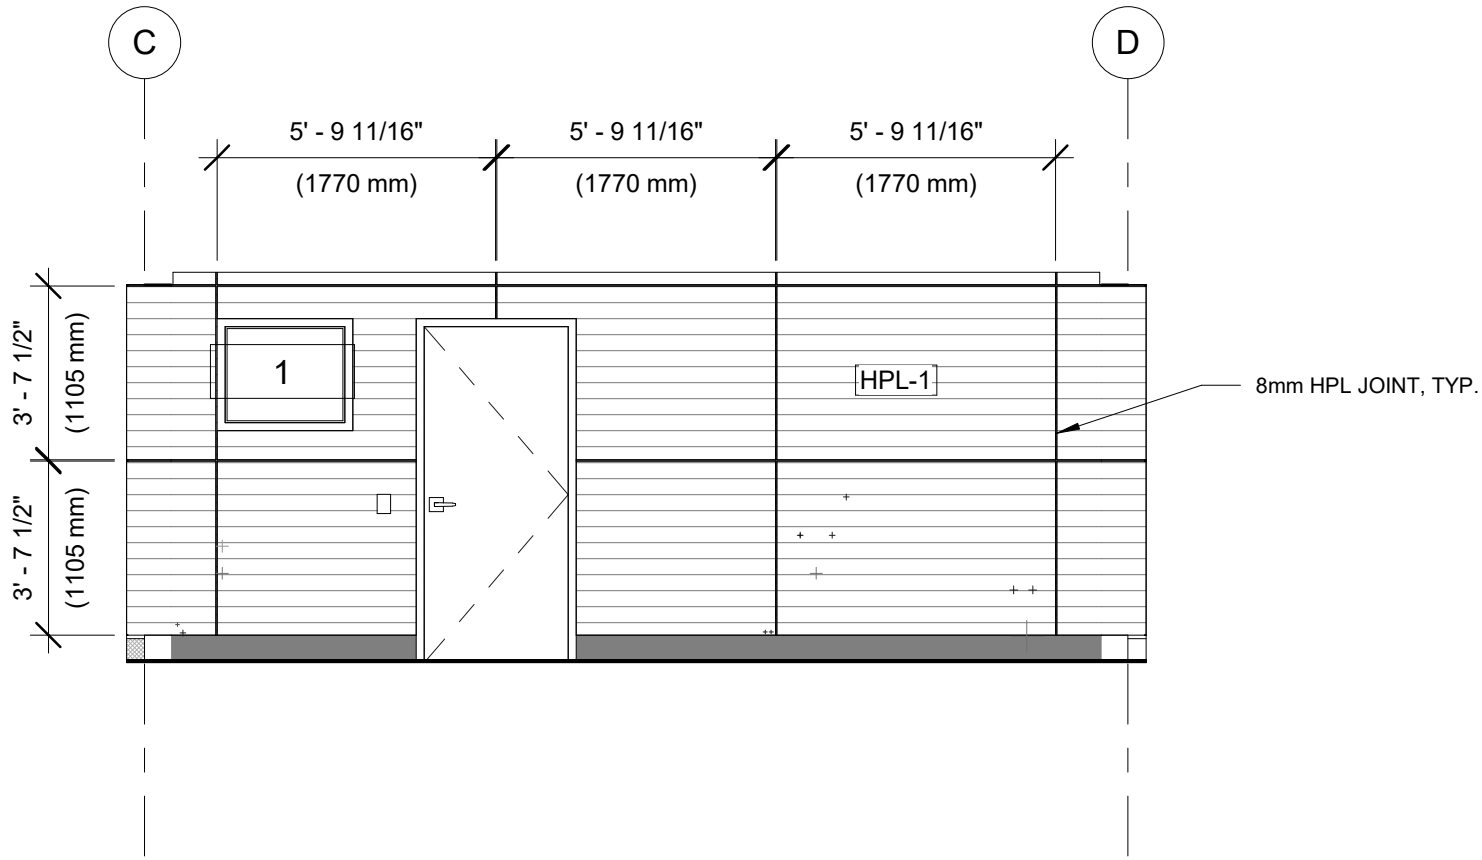 C
D
5' - 9 11/16"
5' - 9 11/16"
5' - 9 11/16"
(1770 mm)
(1770 mm)
(1770 mm)
3' - 7 1/2"
(1105 mm)
1
HPL-1
8mm HPL JOINT, TYP.
3' - 7 1/2"
(1105 mm)